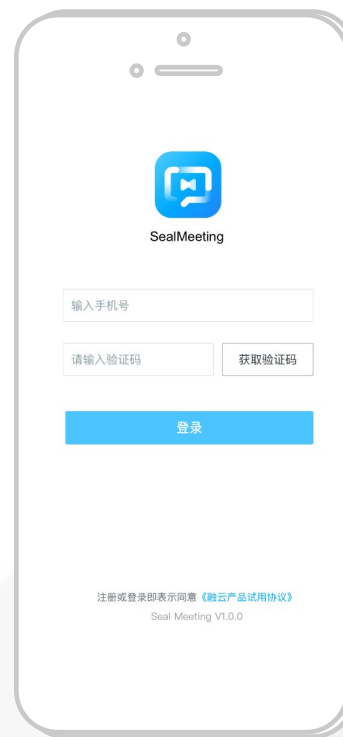 SealMeeting
输入手机号
请输入验证码
获取验证码
登录
注册或登录即表示同意《融云产品试用协议》
Seal Meeting V1.0.0